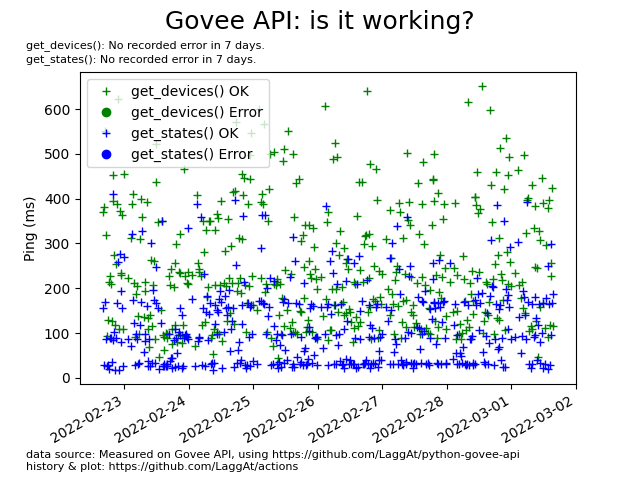 Govee API: is it working?
get_devices(): No recorded error in 7 days.
get_states(): No recorded error in 7 days.
get_devices() OK
get_devices() Error
get_states() OK
get_states() Error
600
500
400
300
200
100
0
Ping (ms)
2022-02-23
2022-02-24
2022-02-25
2022-02-26
2022-02-27
2022-02-28
2022-03-01
2022-03-02
data source: Measured on Govee API, using https://github.com/LaggAt/python-govee-api
history & plot: https://github.com/LaggAt/actions